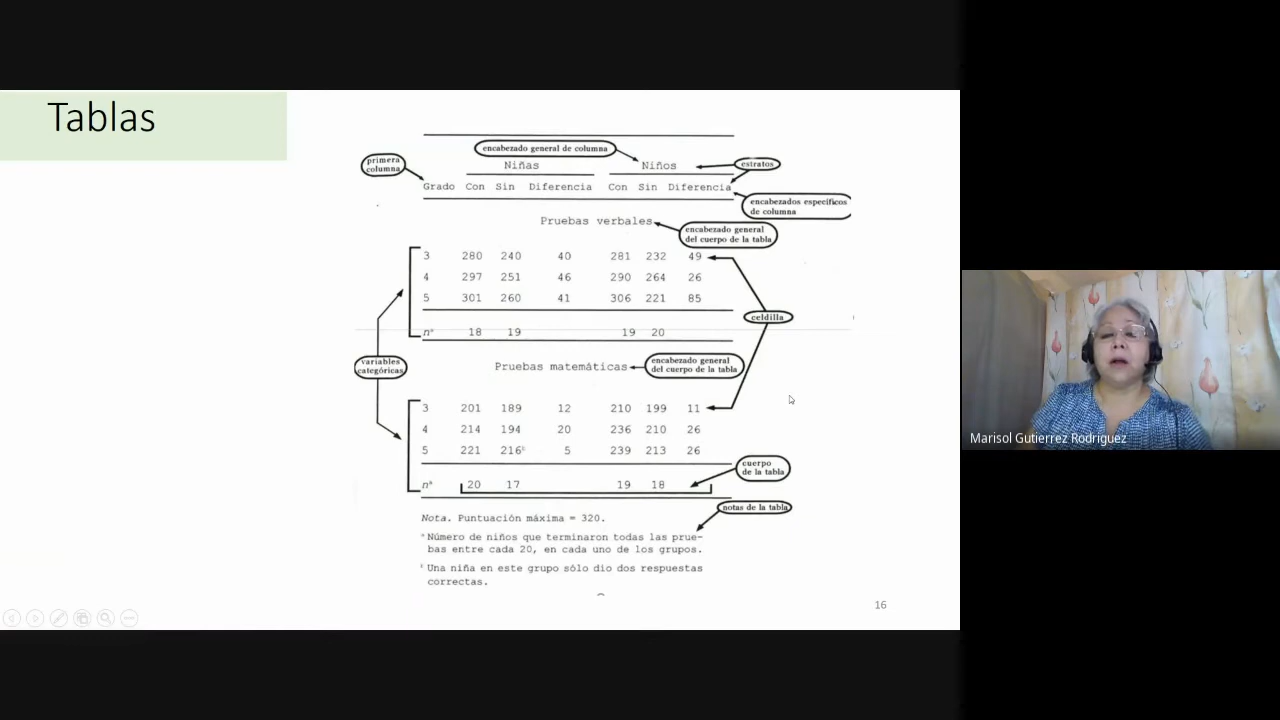 Tablas
encabezado general de columna
primera
columna
Niñas Niños
estratos
Grado Con Sin Diferencia Con Sin Diferencia
encabezados específicos
de columna
Pruebas verbales
encabezado general
del cuerpo de la tabla
3 280 240 40 281 232 49
4 297 251 46 290 264 26
5 301 260 41 306 221 85
celdilla
nª 18 19 19 20
variables
categóricas
Pruebas matemáticas
encabezado general
del cuerpo de la tabla
3 201 189 12 210 199 11
4 214 194 20 236 210 26
5 221 216ᵇ 5 239 213 26
cuerpo
de la tabla
nª 20 17 19 18
notas de la tabla
Nota. Puntuación máxima = 320.
ª Número de niños que terminaron todas las prue-
bas entre cada 20, en cada uno de los grupos.
ᵇ Una niña en este grupo sólo dio dos respuestas
correctas.
16
Marisol Gutierrez Rodriguez